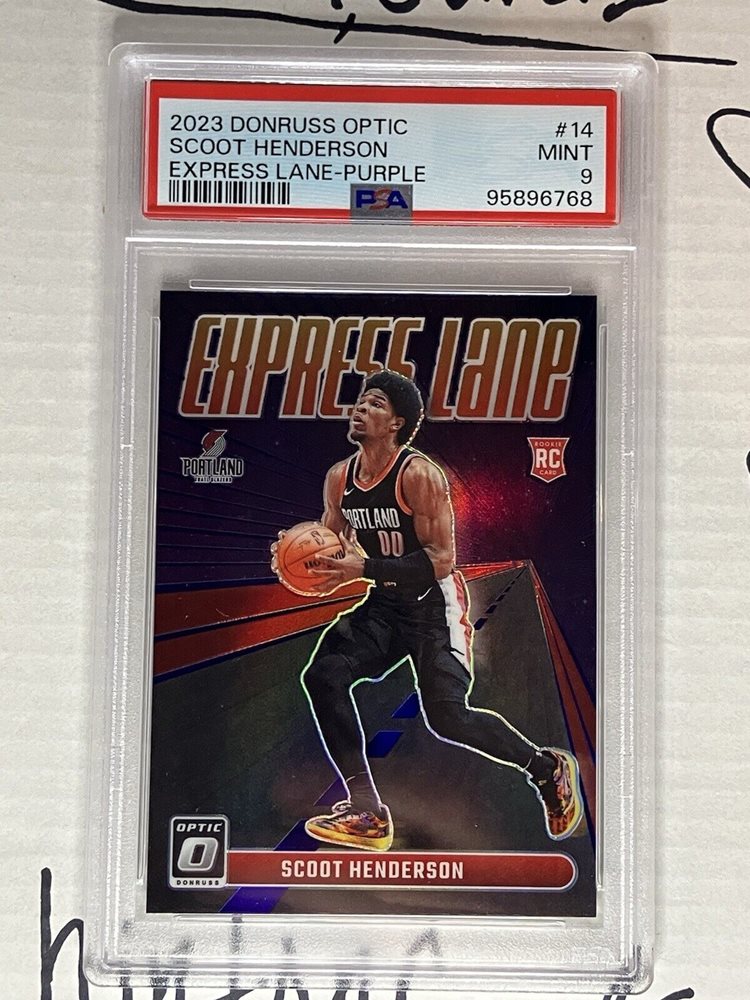 2023 DONRUSS OPTIC #14
SCOOT HENDERSON MINT
EXPRESS LANE-PURPLE 9
PSA 95896768
EXPRESS LANE
PORTLAND
TRAIL BLAZERS
ROOKIE
RC
CARD
PORTLAND
00
OPTIC
DONRUSS
SCOOT HENDERSON